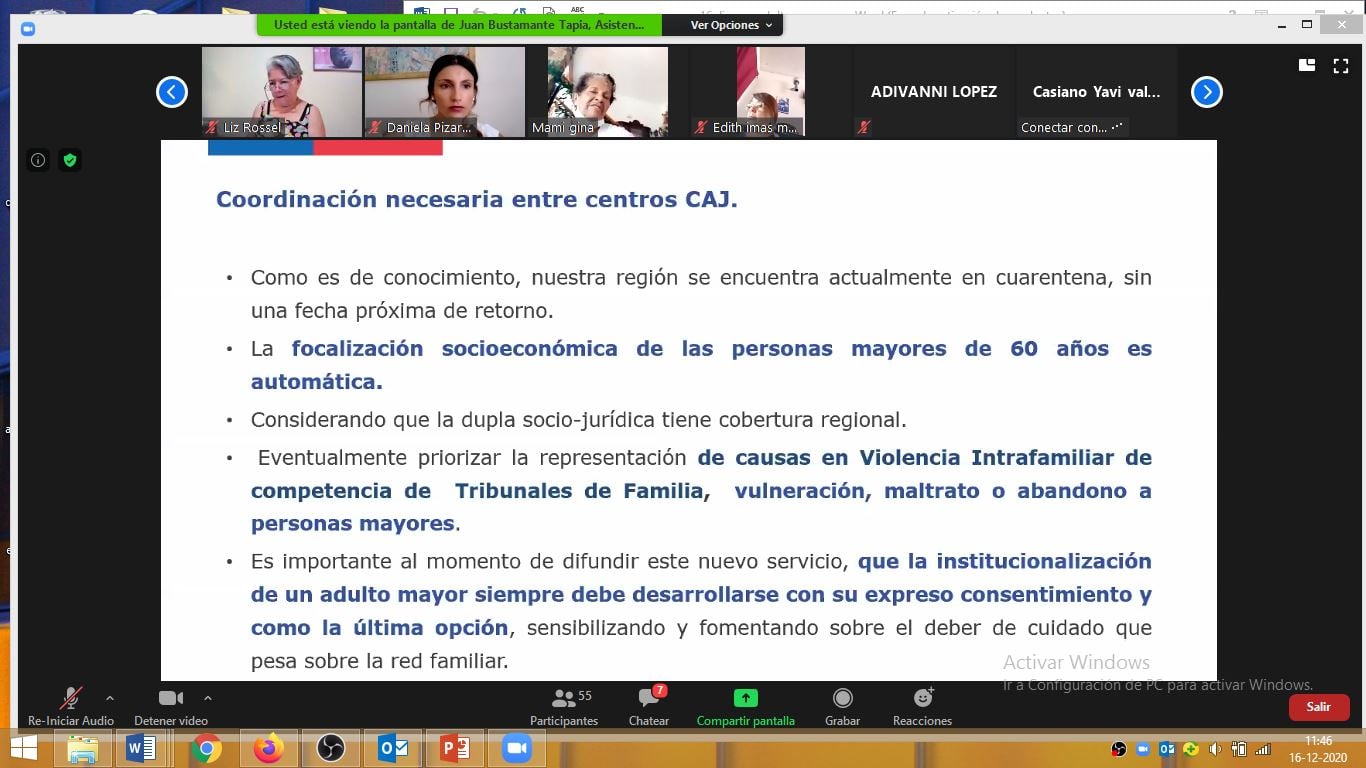 Usted está viendo la pantalla de Juan Bustamante Tapia, Asisten...
Ver Opciones
Liz Rossel
Daniela Pizar...
Mami gina
Edith imas m...
ADIVANNI LOPEZ
Casiano Yavi val...
Conectar con...
Coordinación necesaria entre centros CAJ.
• Como es de conocimiento, nuestra región se encuentra actualmente en cuarentena, sin
una fecha próxima de retorno.
• La focalización socioeconómica de las personas mayores de 60 años es
automática.
• Considerando que la dupla socio-jurídica tiene cobertura regional.
• Eventualmente priorizar la representación de causas en Violencia Intrafamiliar de
competencia de Tribunales de Familia, vulneración, maltrato o abandono a
personas mayores.
• Es importante al momento de difundir este nuevo servicio, que la institucionalización
de un adulto mayor siempre debe desarrollarse con su expreso consentimiento y
como la última opción, sensibilizando y fomentando sobre el deber de cuidado que
pesa sobre la red familiar.
Activar Windows
Ir a Configuración de PC para activar Windows.
Re-Iniciar Audio
Detener video
55
Participantes
7
Chatear
Compartir pantalla
Grabar
Reacciones
Salir
11:46
16-12-2020